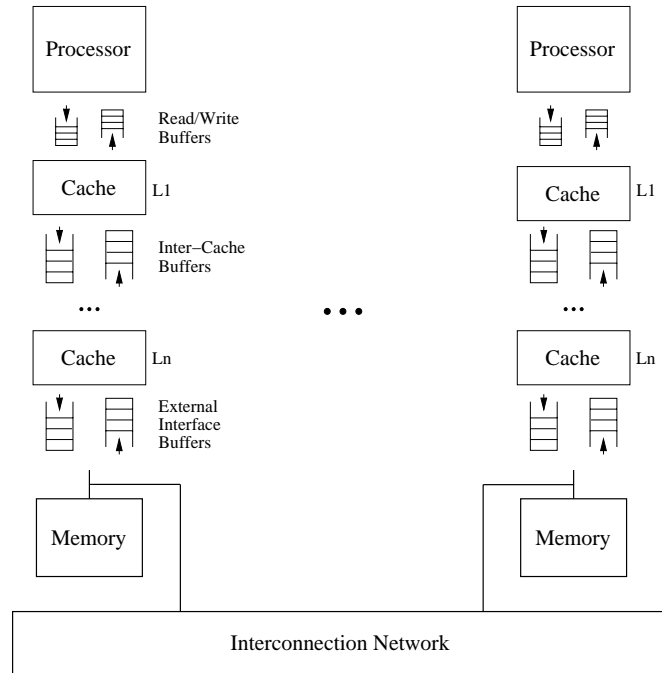 Processor
Processor
Read/Write
Buffers
Cache
L1
Cache
L1
Inter−Cache
Buffers
...
...
...
Cache
Ln
Cache
Ln
External
Interface
Buffers
Memory
Memory
Interconnection Network